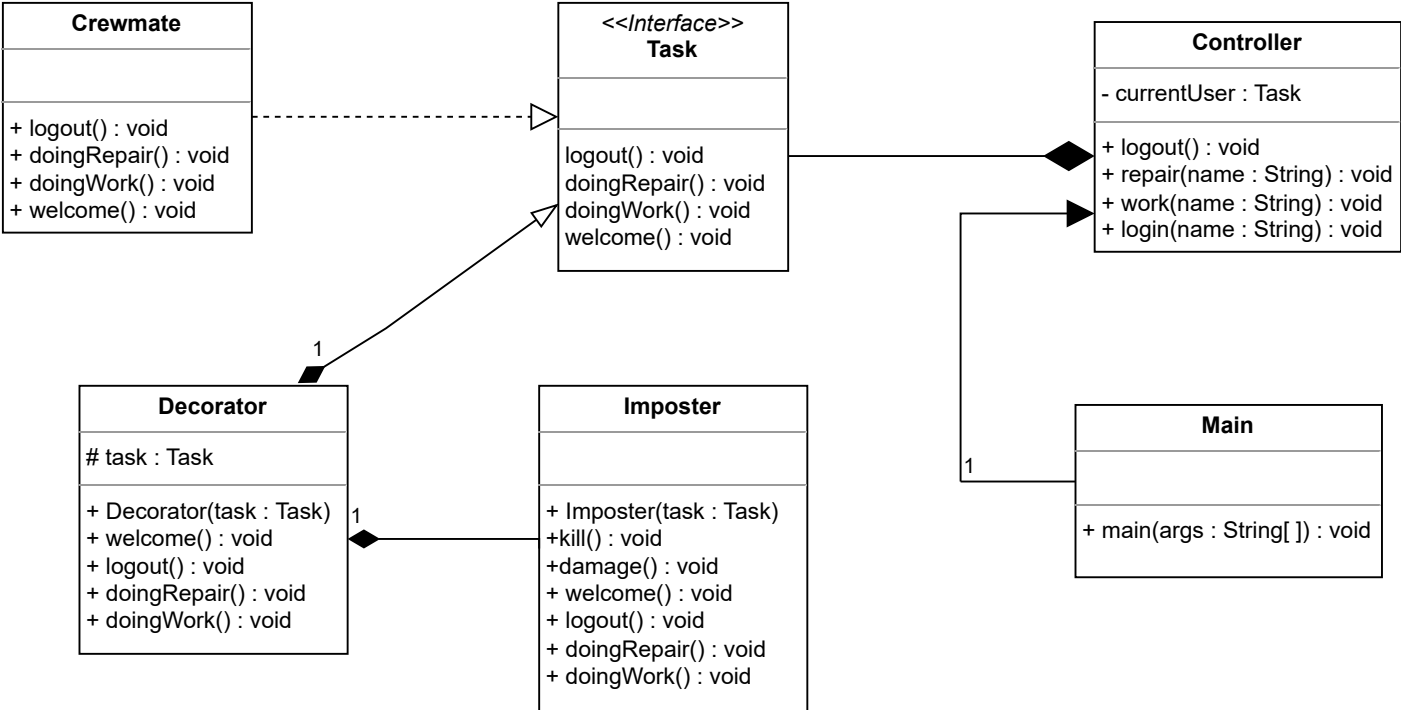 Crewmate
+ logout() : void
+ doingRepair() : void
+ doingWork() : void
+ welcome() : void
<<Interface>>
Task
logout() : void
doingRepair() : void
doingWork() : void
welcome() : void
Controller
- currentUser : Task
+ logout() : void
+ repair(name : String) : void
+ work(name : String) : void
+ login(name : String) : void
1
Decorator
# task : Task
+ Decorator(task : Task)
+ welcome() : void
+ logout() : void
+ doingRepair() : void
+ doingWork() : void
1
Imposter
+ Imposter(task : Task)
+kill() : void
+damage() : void
+ welcome() : void
+ logout() : void
+ doingRepair() : void
+ doingWork() : void
1
Main
+ main(args : String[ ]) : void